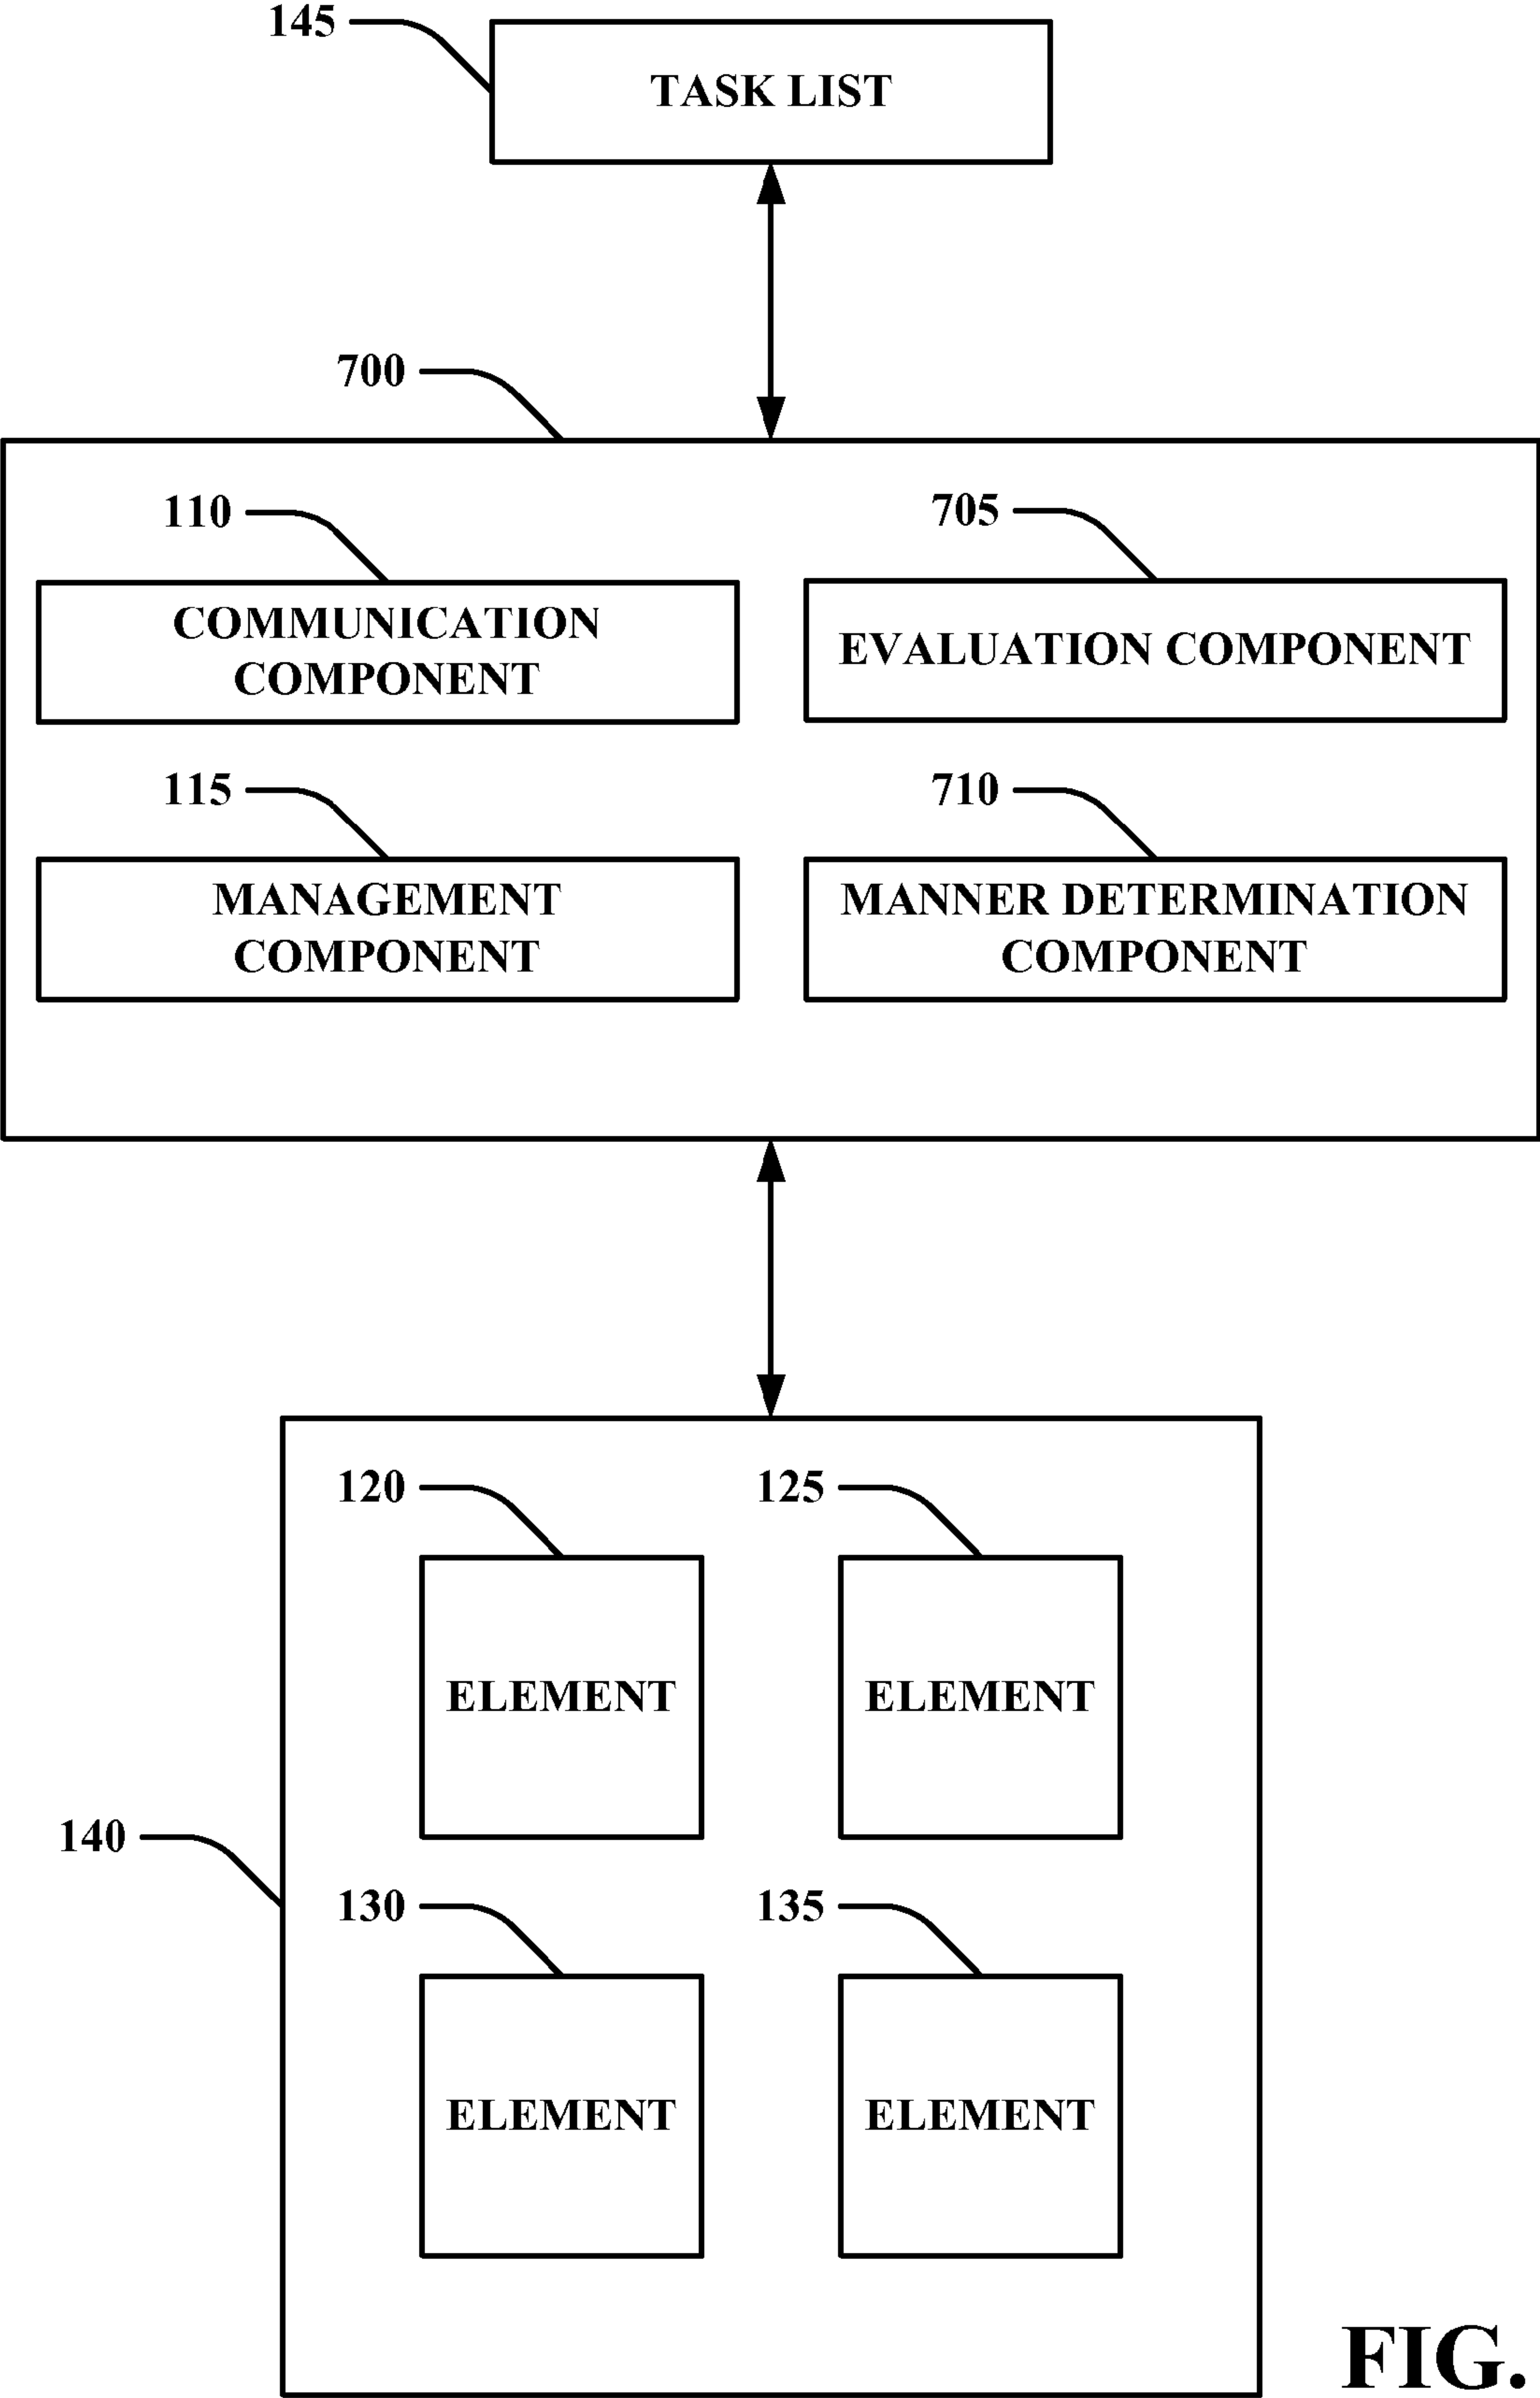 145
TASK LIST
700
110
705
COMMUNICATION
COMPONENT
EVALUATION COMPONENT
115
710
MANAGEMENT
COMPONENT
MANNER DETERMINATION
COMPONENT
120
125
ELEMENT
ELEMENT
140
130
135
ELEMENT
ELEMENT
FIG.